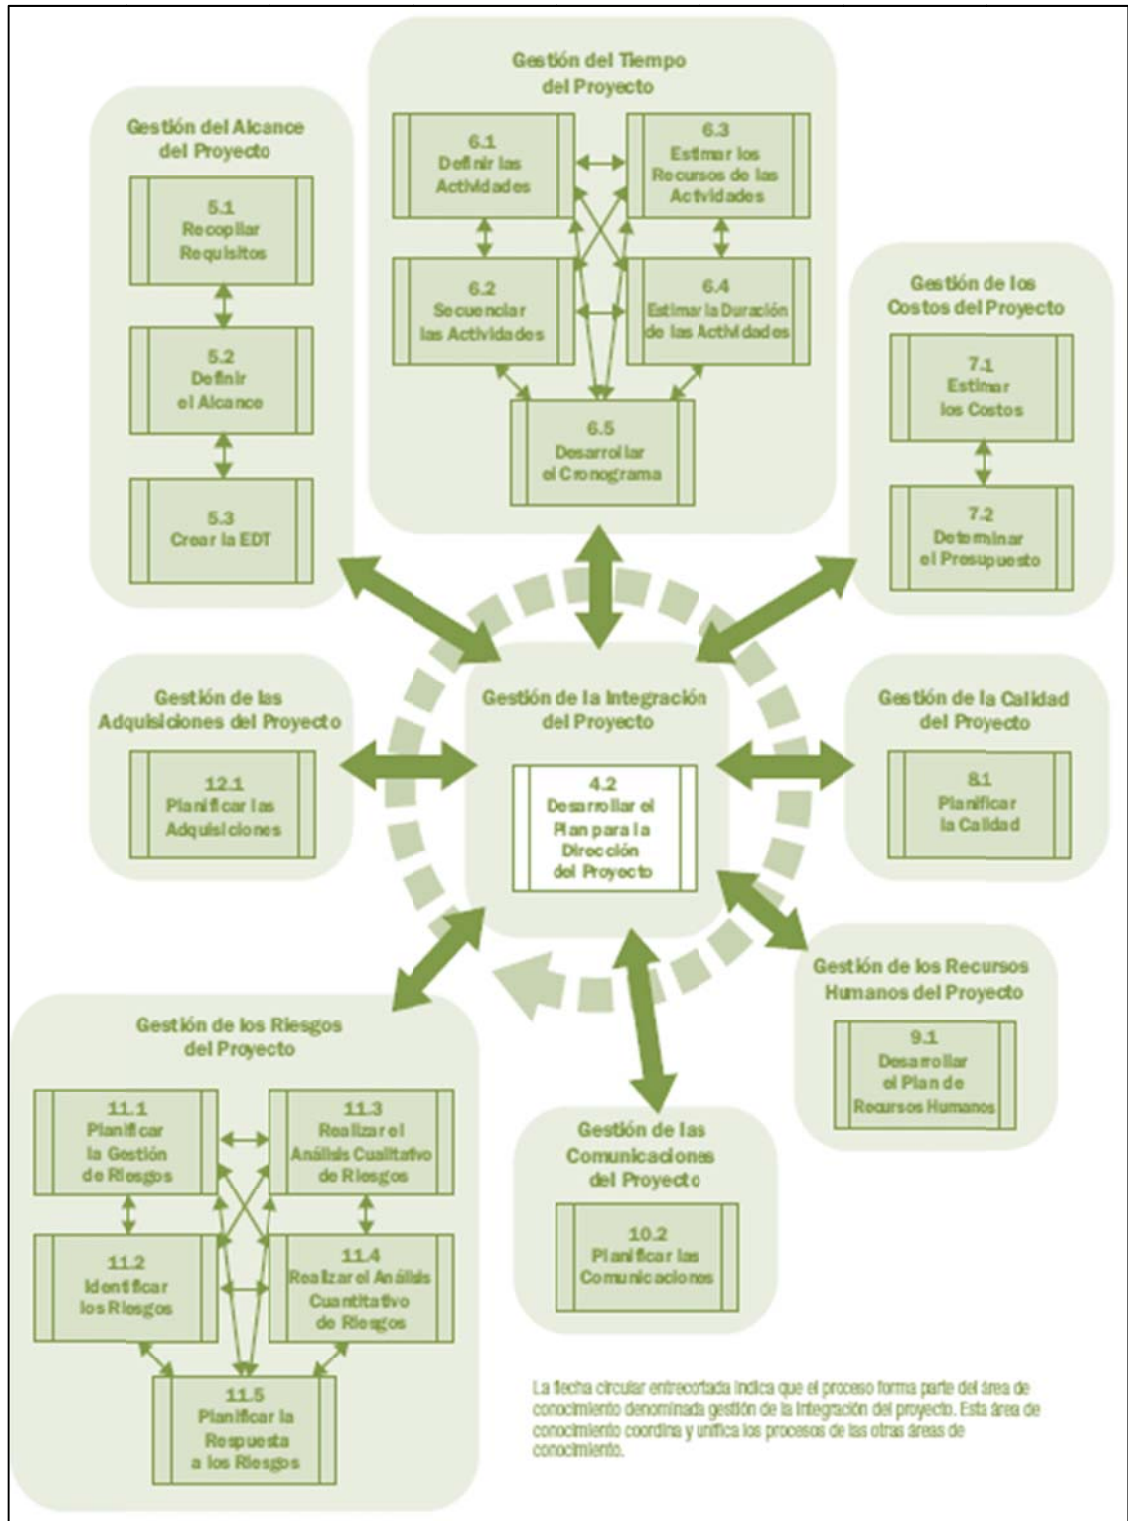 Gestión del Tiempo
del Proyecto
6.1
Definir las
Actividades
6.3
Estimar los
Recursos de las
Actividades
6.2
Secuenciar
las Actividades
6.4
Estimar la Duración
de las Actividades
6.5
Desarrollar
el Cronograma
Gestión del Alcance
del Proyecto
5.1
Recopilar
Requisitos
5.2
Definir
el Alcance
5.3
Crear la EDT
Gestión de los
Costos del Proyecto
7.1
Estimar
los Costos
7.2
Determinar
el Presupuesto
Gestión de las
Adquisiciones del Proyecto
12.1
Planificar las
Adquisiciones
Gestión de la Integración
del Proyecto
4.2
Desarrollar el
Plan para la
Dirección
del Proyecto
Gestión de la Calidad
del Proyecto
8.1
Planificar
la Calidad
Gestión de los Recursos
Humanos del Proyecto
9.1
Desarrollar
el Plan de
Recursos Humanos
Gestión de los Riesgos
del Proyecto
11.1
Planificar
la Gestión
de Riesgos
11.3
Realizar el
Análisis Cualitativo
de Riesgos
11.2
Identificar
los Riesgos
11.4
Realizar el Análisis
Cuantitativo
de Riesgos
11.5
Planificar la
Respuesta
a los Riesgos
Gestión de las
Comunicaciones
del Proyecto
10.2
Planificar las
Comunicaciones
La flecha circular entrecortada indica que el proceso forma parte del área de
conocimiento denominada gestión de la integración del proyecto. Esta área de
conocimiento coordina y unifica los procesos de las otras áreas de
conocimiento.